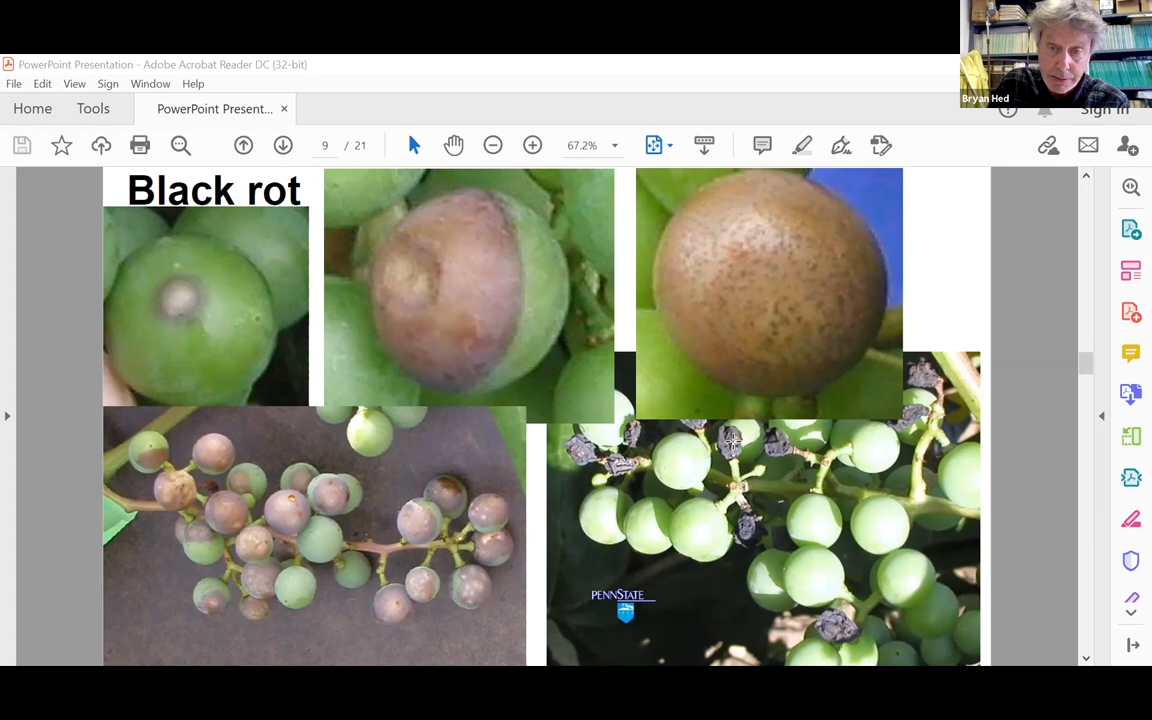 Bryan Hed
PowerPoint Presentation - Adobe Acrobat Reader DC (32-bit)
File Edit View Sign Window Help
Home Tools PowerPoint Present... × Sign In
9 / 21 67.2%
Black rot
PENNSTATE